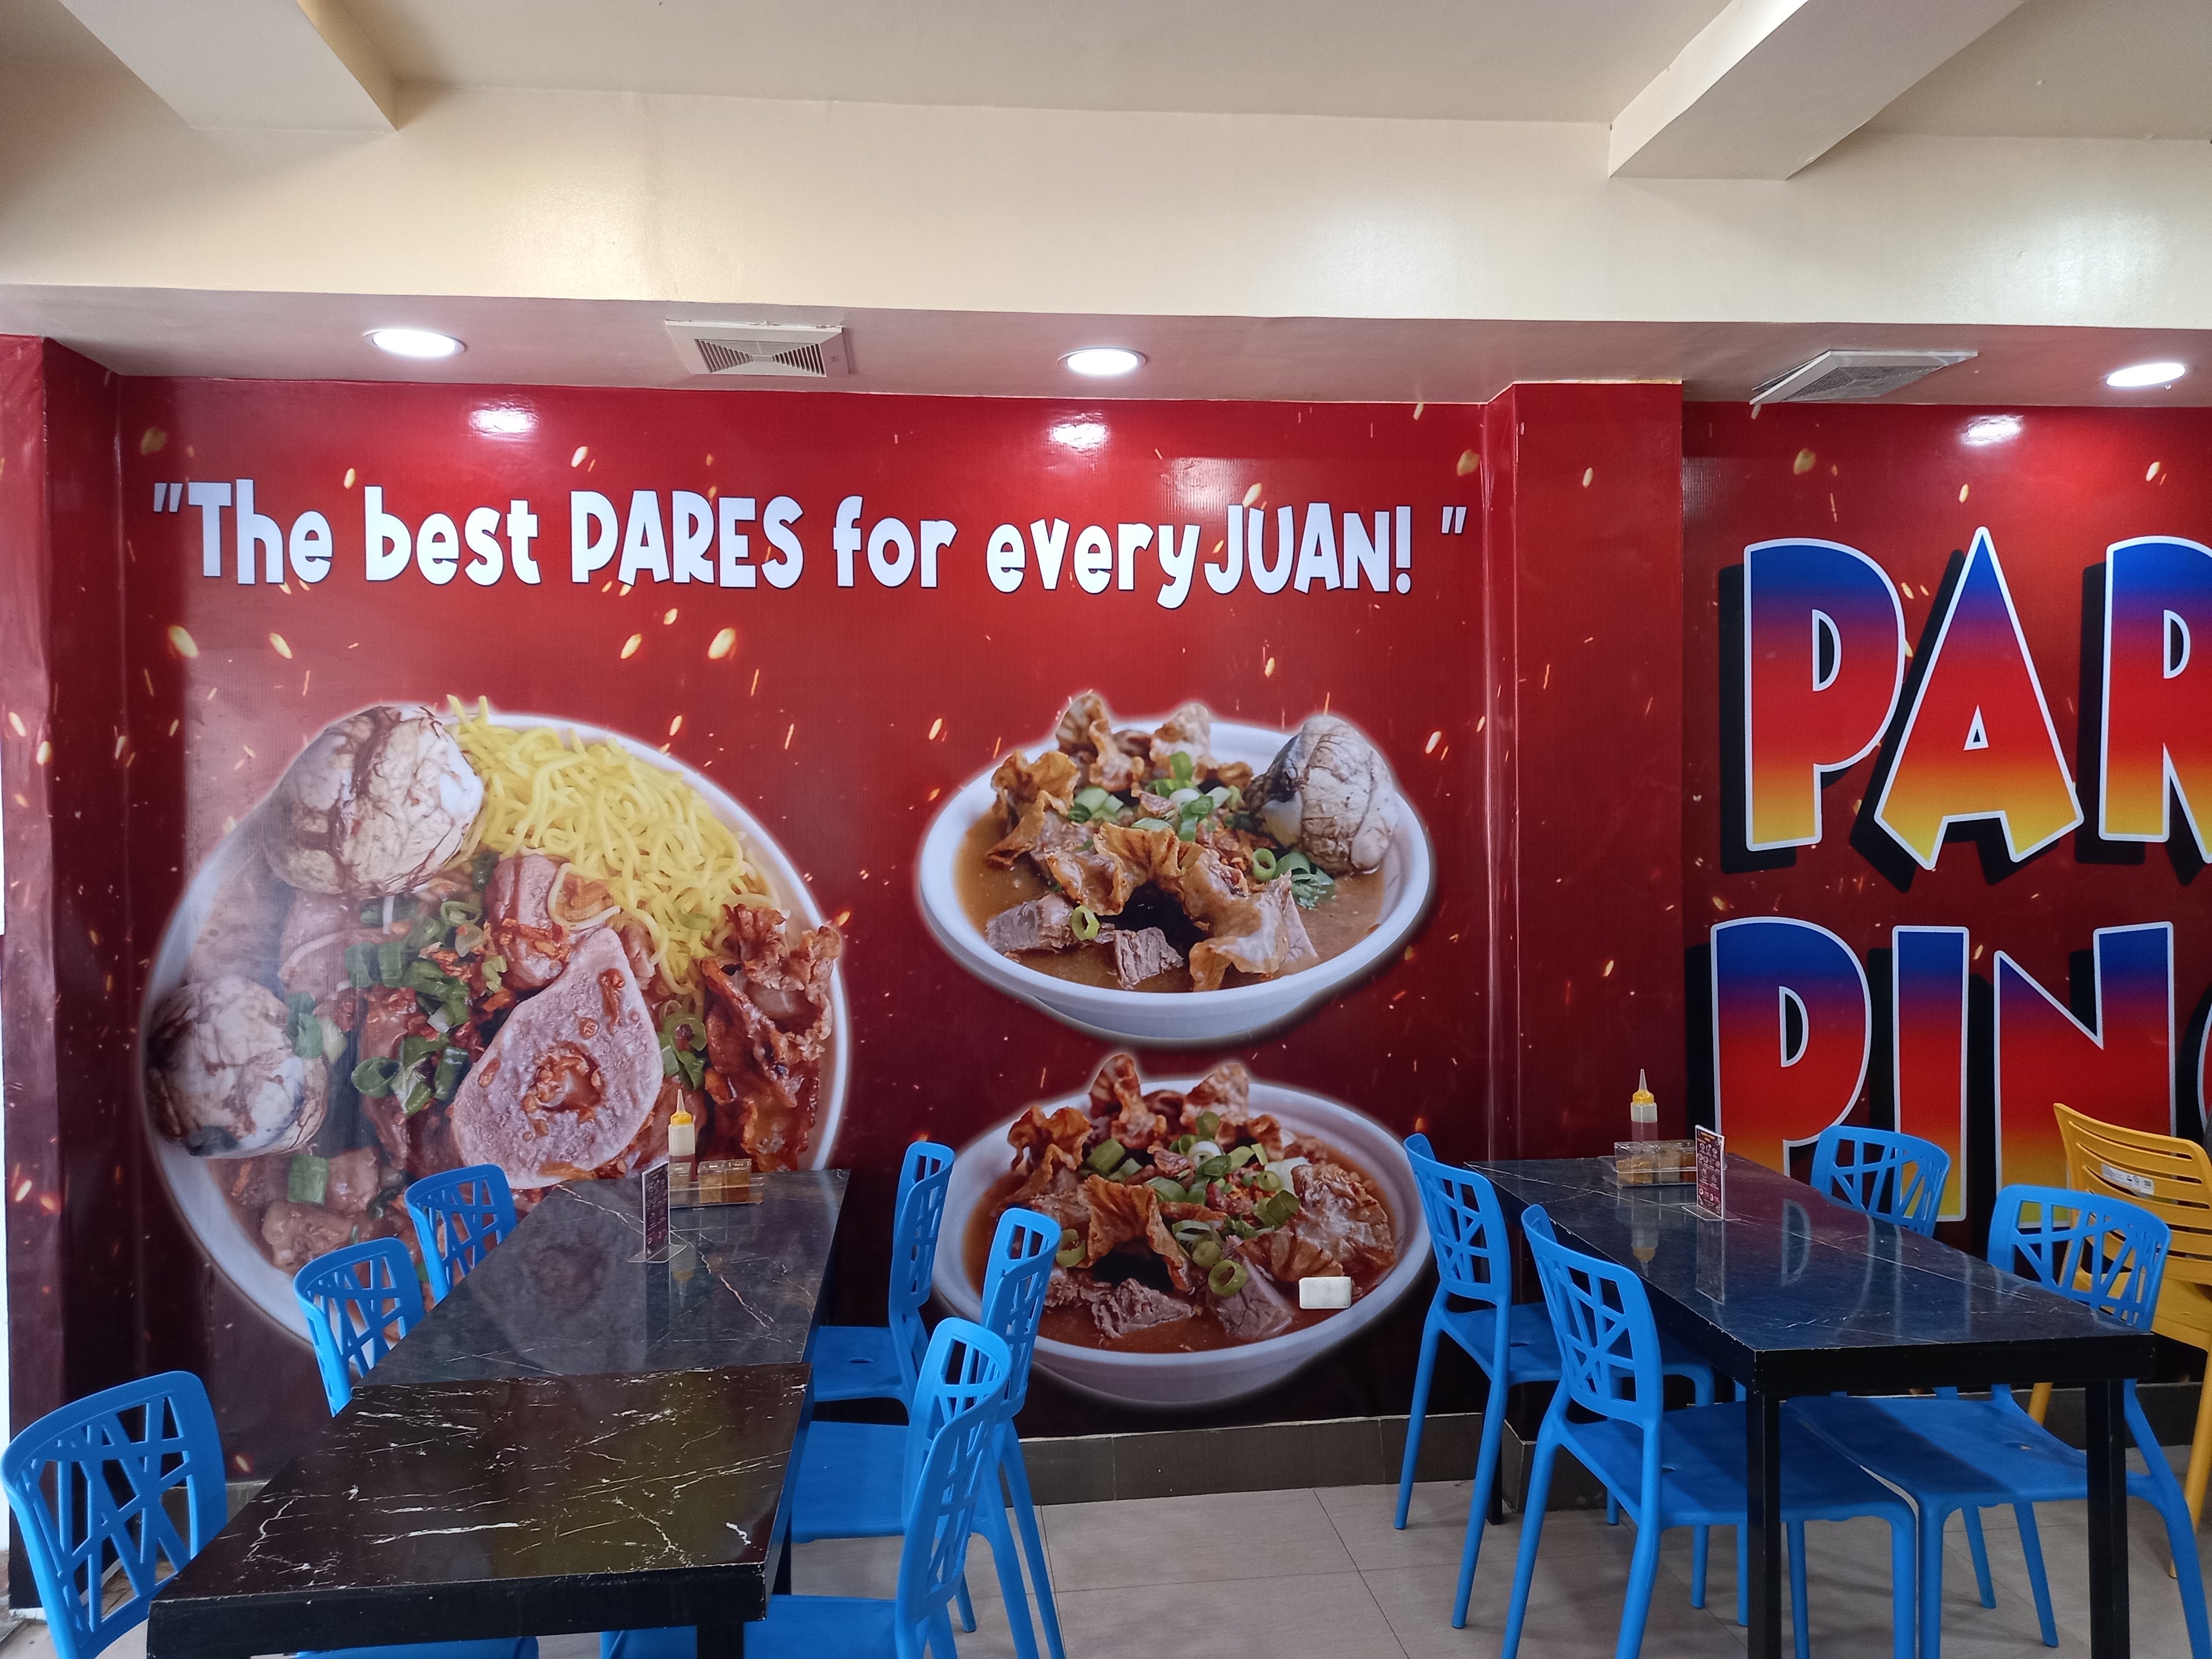 "The best PARES for everyJUAN! "
PAR
PIN